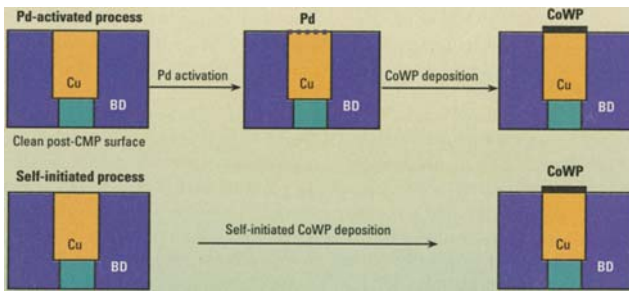 Pd-activated process
Pd
CoWP
Cu
BD
Pd activation
Cu
BD
CoWP deposition
Cu
BD
Clean post-CMP surface
Self-initiated process
CoWP
Cu
BD
Self-initiated CoWP deposition
Cu
BD